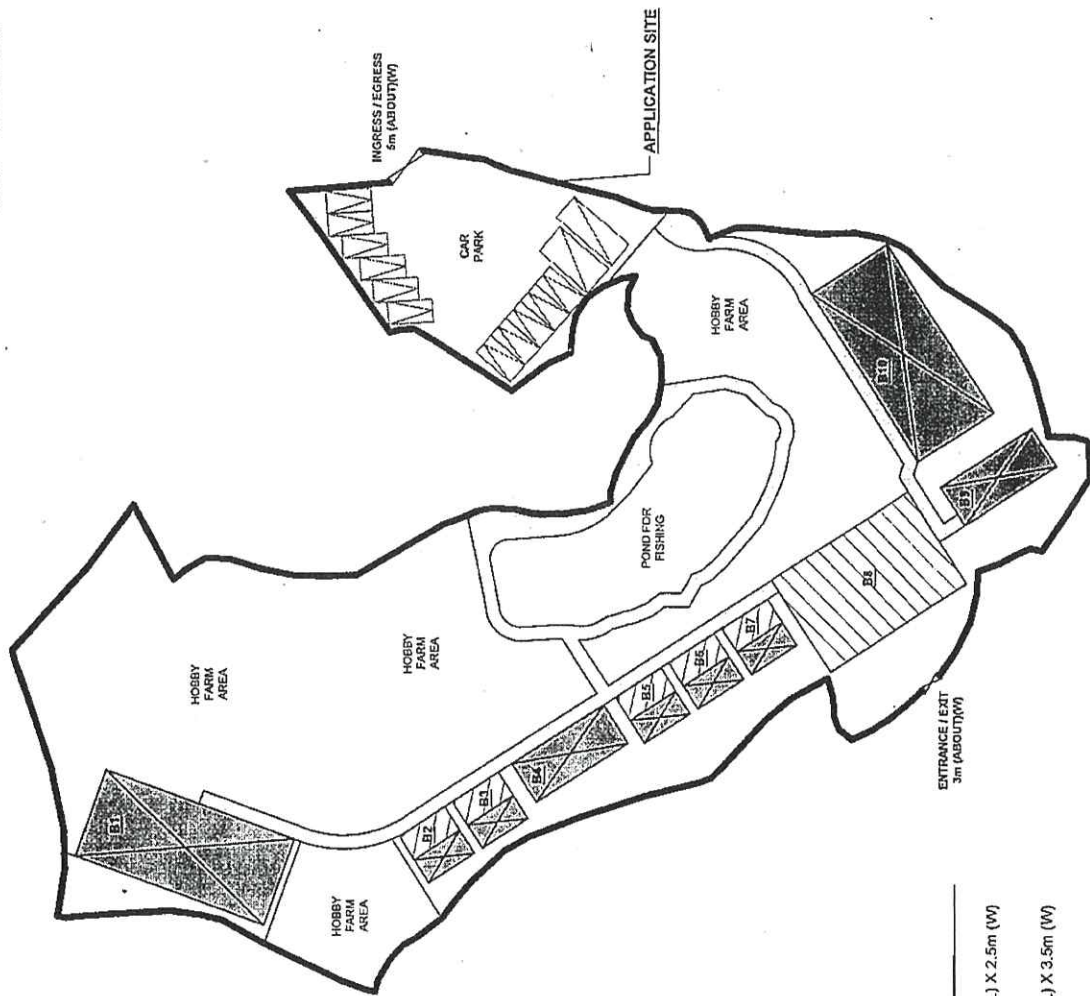 INGRESS / EGRESS
5m (ABOUT)(W)
APPLICATION SITE
CAR
PARK
HOBBY
FARM
AREA
B10
B9
POND FOR
FISHING
B8
HOBBY
FARM
AREA
HOBBY
FARM
AREA
B7
B6
B5
B4
B3
B2
B1
HOBBY
FARM
AREA
ENTRANCE / EXIT
3m (ABOUT)(W)
) X 2.5m (W)
) X 3.5m (W)